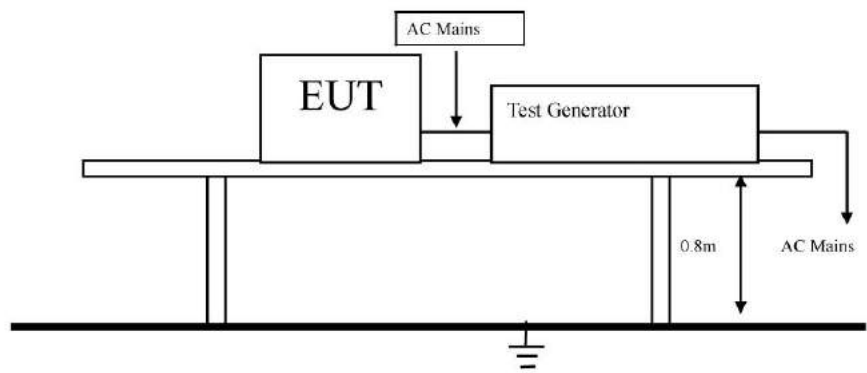 AC Mains
EUT
Test Generator
0.8m
AC Mains